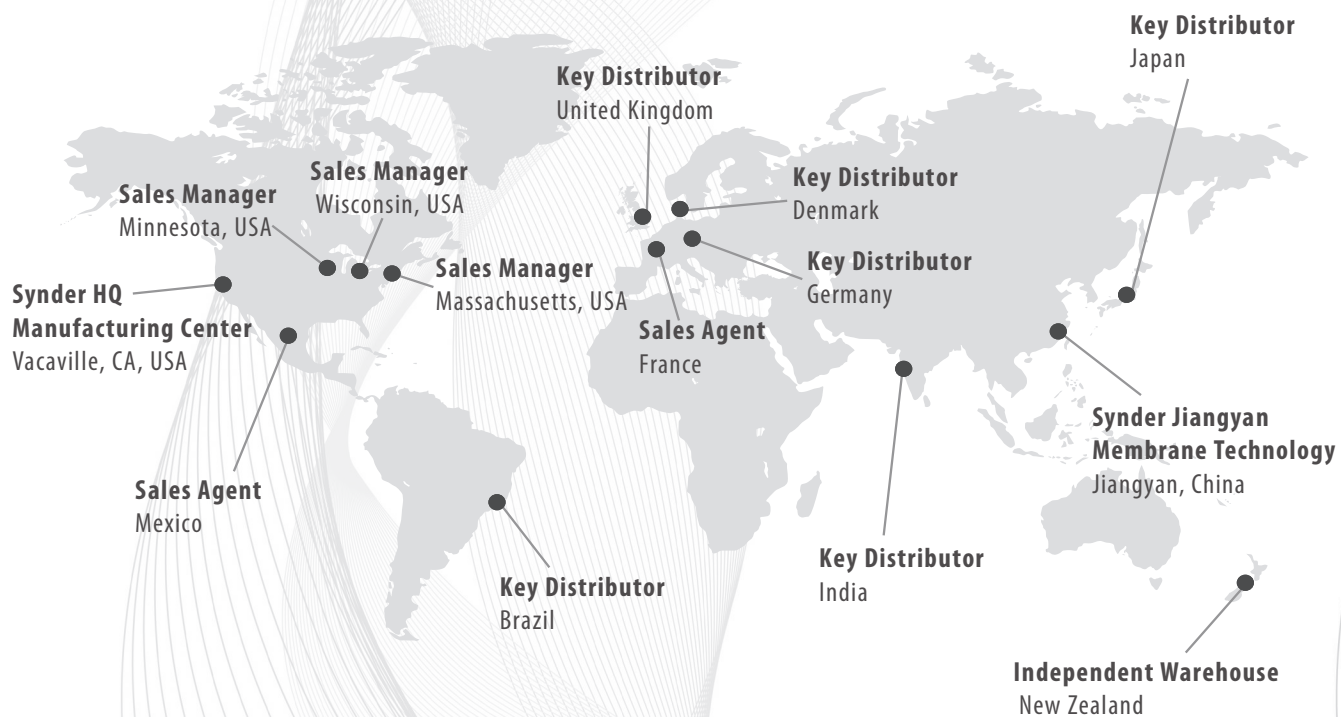 Key Distributor
Japan
Key Distributor
United Kingdom
Sales Manager
Wisconsin, USA
Sales Manager
Minnesota, USA
Key Distributor
Denmark
Key Distributor
Germany
Sales Manager
Massachusetts, USA
Synder HQ
Manufacturing Center
Vacaville, CA, USA
Sales Agent
France
Synder Jiangyan
Membrane Technology
Jiangyan, China
Sales Agent
Mexico
Key Distributor
India
Key Distributor
Brazil
Independent Warehouse
New Zealand